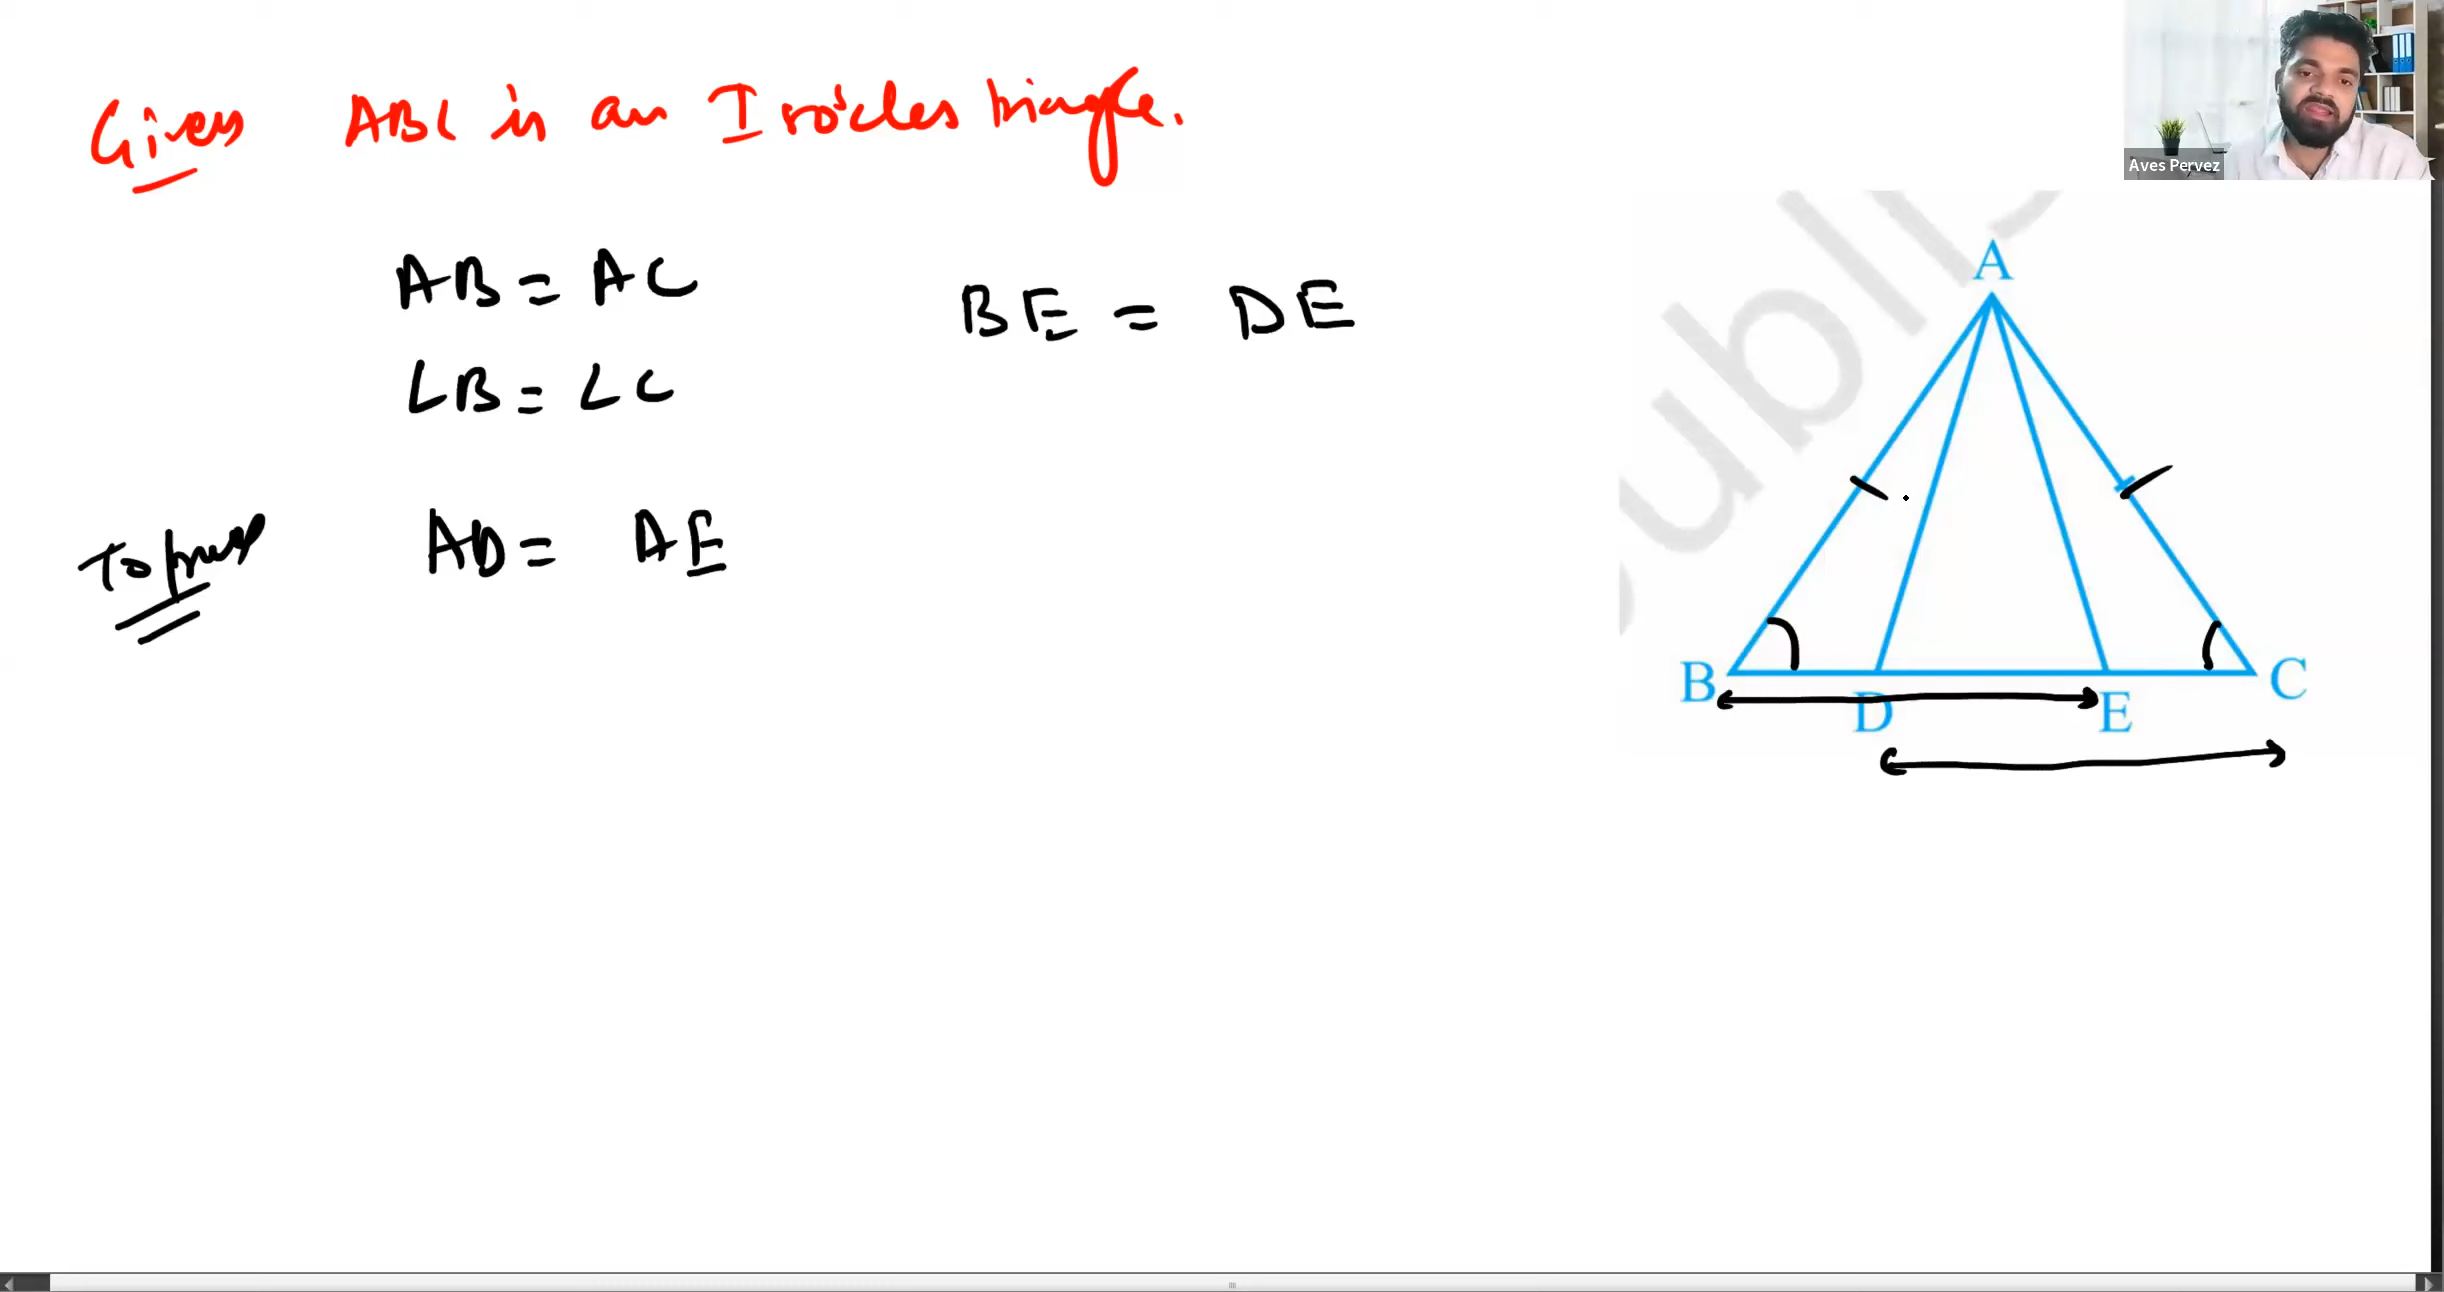 Given ABC is an Isosceles triangle.
AB = AC
BE = DE
∠B = ∠C
To prove AD = AE
A
B
D
E
C
Aves Pervez